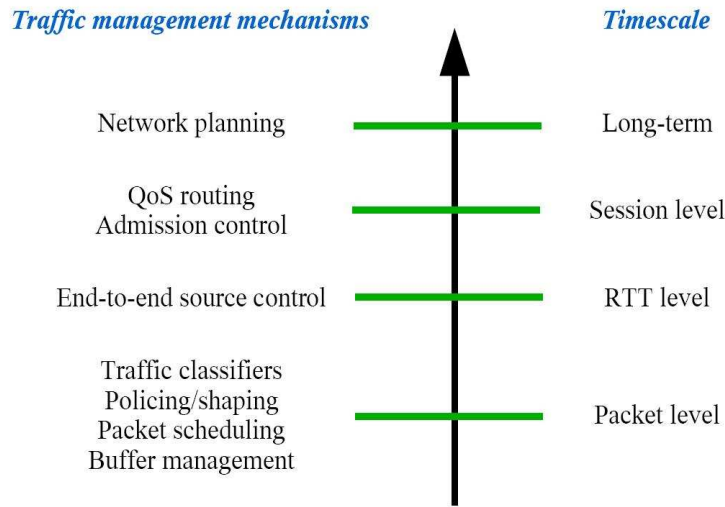 Traffic management mechanisms Timescale
Network planning Long-term
QoS routing
Admission control Session level
End-to-end source control RTT level
Traffic classifiers
Policing/shaping
Packet scheduling Packet level
Buffer management